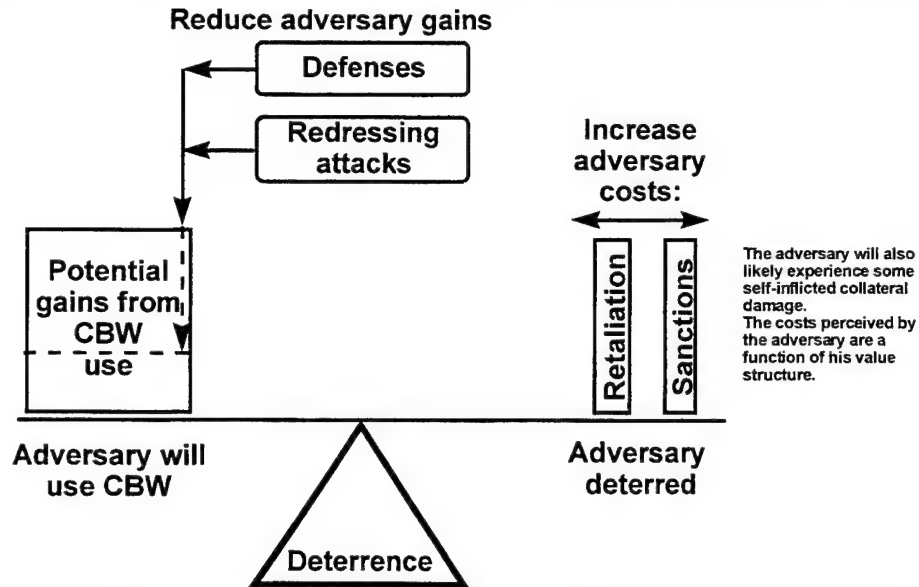 Reduce adversary gains
Defenses
Redressing
attacks
Increase
adversary
costs:
Potential
gains from
CBW
use
Retaliation
Sanctions
The adversary will also
likely experience some
self-inflicted collateral
damage.
The costs perceived by
the adversary are a
function of his value
structure.
Adversary will
use CBW
Adversary
deterred
Deterrence